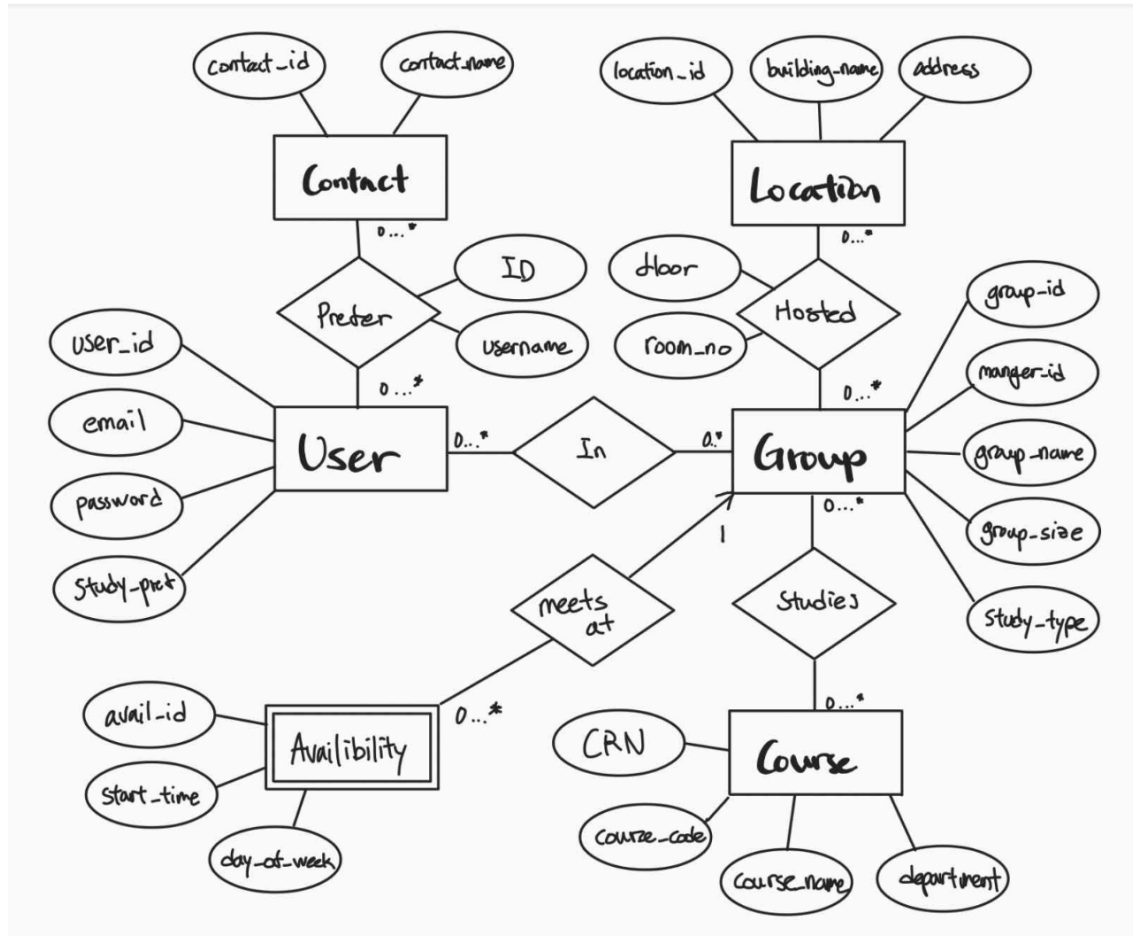 contact_id
contact_name
location_id
building_name
address
Contact
Location
0...*
0...*
ID
floor
group_id
Prefer
Hosted
user_id
username
room_no
manger_id
0...*
0...*
email
User
0...*
In
0.*
Group
group_name
password
0...*
1
group_size
study_pref
meets
at
Studies
study_type
avail_id
0...*
0...*
Availibility
CRN
Course
start_time
course_code
day_of_week
course_name
department